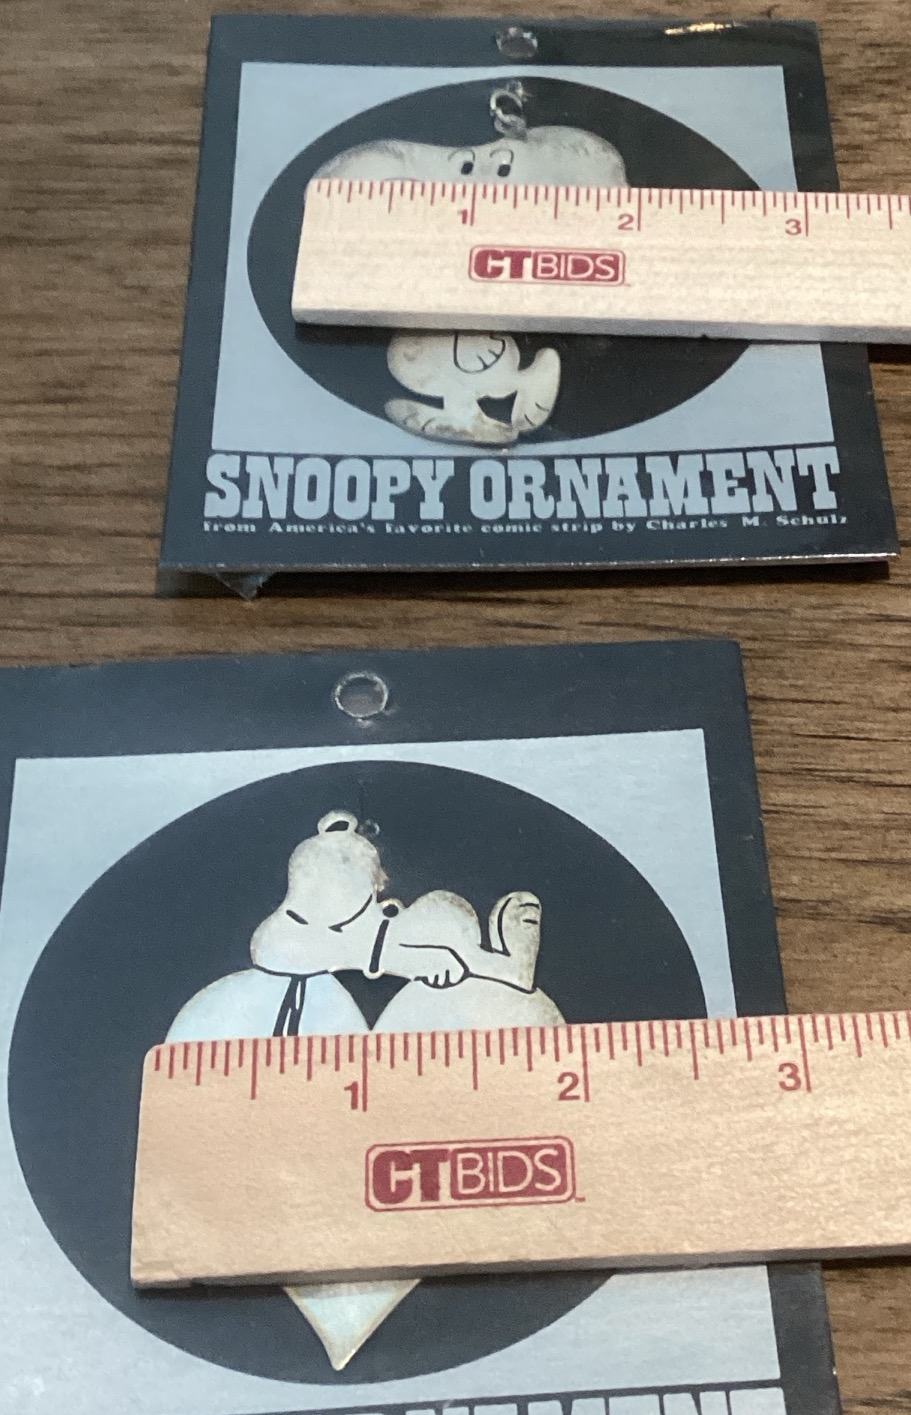 1 2 3
CTBIDS
SNOOPY ORNAMENT
from America's favorite comic strip by Charles M. Schulz
1 2 3
CTBIDS